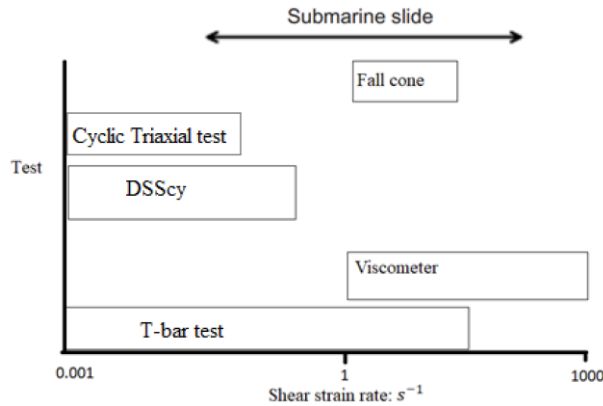 Submarine slide
Fall cone
Cyclic Triaxial test
Test
DSScy
Viscometer
T-bar test
0.001
1
1000
Shear strain rate: s⁻¹